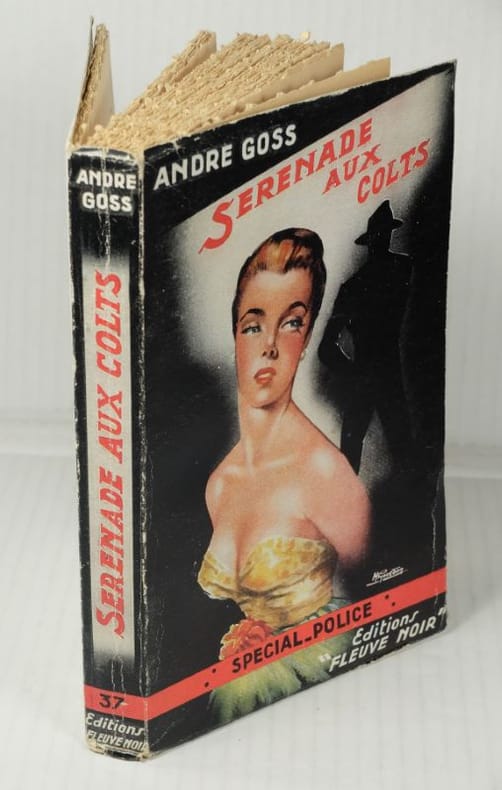 ANDRE
GOSS
SERENADE AUX COLTS
37
Editions
FLEUVE NOIR
ANDRE GOSS
SERENADE
AUX
COLTS
SPECIAL-POLICE
Editions
"FLEUVE NOIR"